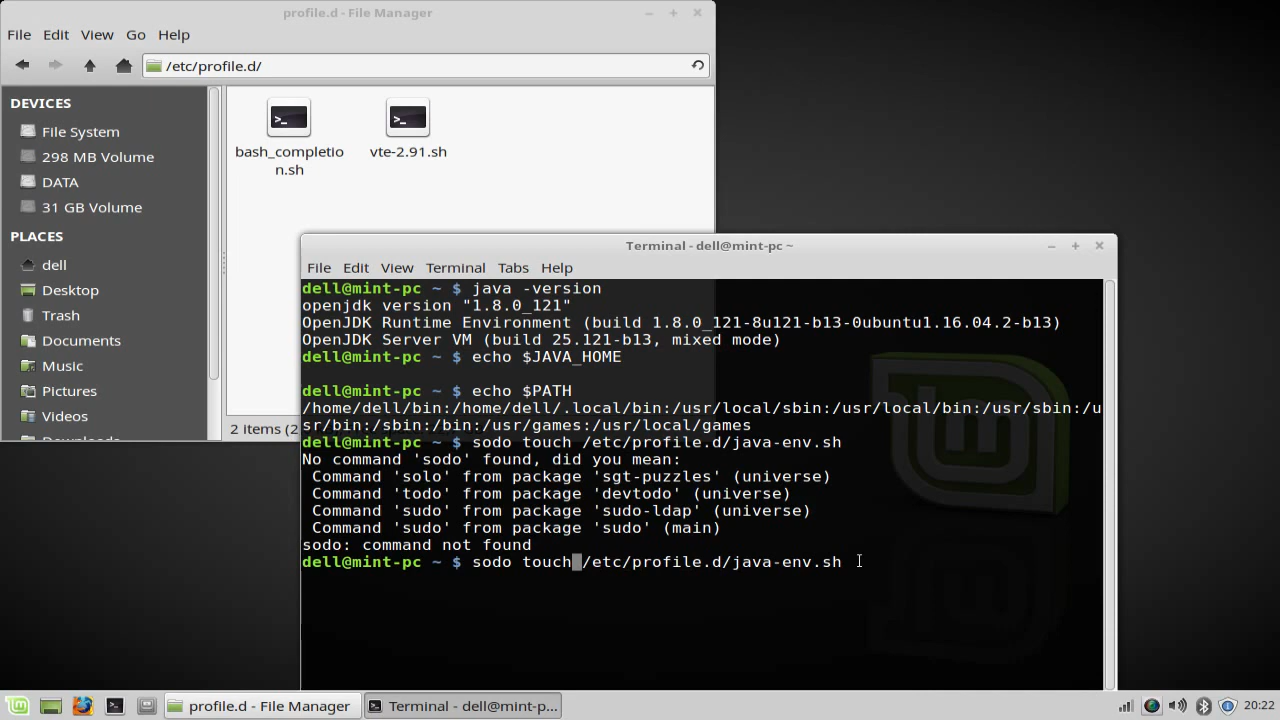 profile.d - File Manager
File Edit View Go Help
/etc/profile.d/
DEVICES
File System
298 MB Volume
DATA
31 GB Volume
PLACES
dell
Desktop
Trash
Documents
Music
Pictures
Videos
Downloads
bash_completio
n.sh
vte-2.91.sh
2 items (2
Terminal - dell@mint-pc ~
File Edit View Terminal Tabs Help
dell@mint-pc ~ $ java -version
openjdk version "1.8.0_121"
OpenJDK Runtime Environment (build 1.8.0_121-8u121-b13-0ubuntu1.16.04.2-b13)
OpenJDK Server VM (build 25.121-b13, mixed mode)
dell@mint-pc ~ $ echo $JAVA_HOME
dell@mint-pc ~ $ echo $PATH
/home/dell/bin:/home/dell/.local/bin:/usr/local/sbin:/usr/local/bin:/usr/sbin:/u
sr/bin:/sbin:/bin:/usr/games:/usr/local/games
dell@mint-pc ~ $ sodo touch /etc/profile.d/java-env.sh
No command 'sodo' found, did you mean:
Command 'solo' from package 'sgt-puzzles' (universe)
Command 'todo' from package 'devtodo' (universe)
Command 'sudo' from package 'sudo-ldap' (universe)
Command 'sudo' from package 'sudo' (main)
sodo: command not found
dell@mint-pc ~ $ sodo touch /etc/profile.d/java-env.sh
profile.d - File Manager
Terminal - dell@mint-p...
20:22